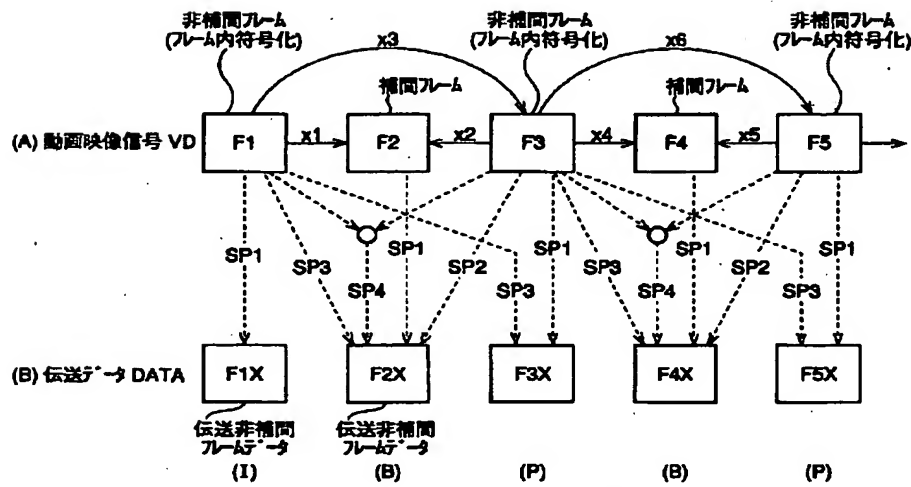 非補間フレーム
(フレーム内符号化)
非補間フレーム
(フレーム内符号化)
非補間フレーム
(フレーム内符号化)
x3
x6
補間フレーム
補間フレーム
(A) 動画映像信号 VD
F1
x1
F2
x2
F3
x4
F4
x5
F5
SP1
SP3
SP4
SP1
SP2
SP3
SP1
SP3
SP4
SP1
SP2
SP3
SP1
(B) 伝送データ DATA
F1X
F2X
F3X
F4X
F5X
伝送非補間
フレームデータ
伝送非補間
フレームデータ
(I)
(B)
(P)
(B)
(P)